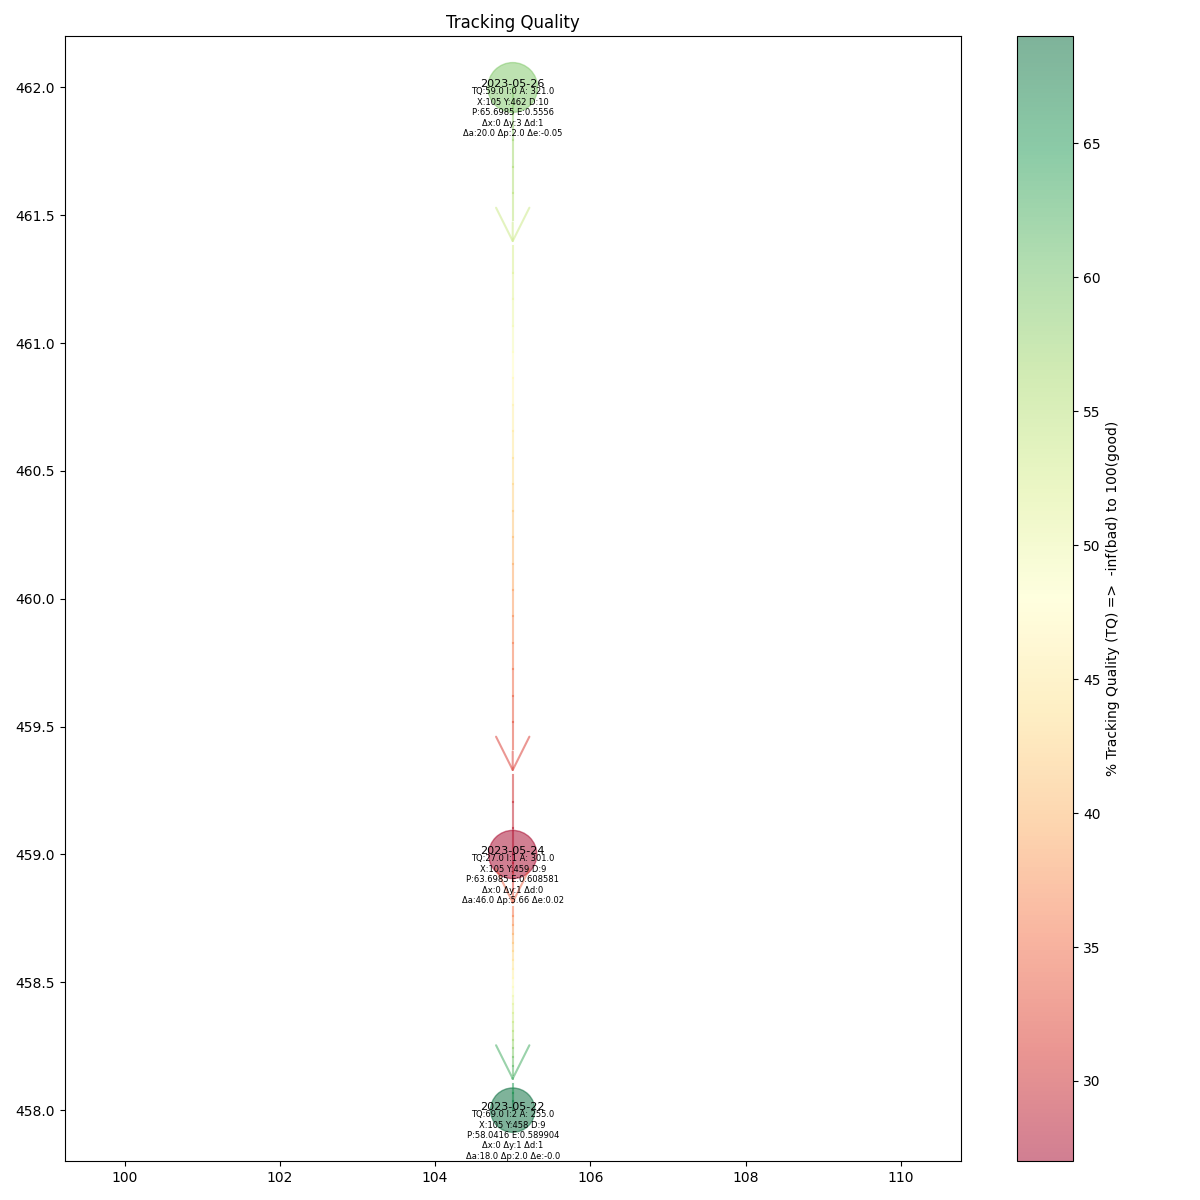 Tracking Quality
462.0
461.5
461.0
460.5
460.0
459.5
459.0
458.5
458.0
100
102
104
106
108
110
2023-05-26
TQ:59.0 I:0 A: 321.0
X:105 Y:462 D:10
P:65.6985 E:0.5556
Δx:0 Δy:3 Δd:1
Δa:20.0 Δp:2.0 Δe:-0.05
2023-05-24
TQ:27.0 I:1 A: 301.0
X:105 Y:459 D:9
P:63.6985 E:0.608581
Δx:0 Δy:1 Δd:0
Δa:46.0 Δp:5.66 Δe:0.02
2023-05-22
TQ:69.0 I:2 A: 255.0
X:105 Y:458 D:9
P:58.0416 E:0.589904
Δx:0 Δy:1 Δd:1
Δa:18.0 Δp:2.0 Δe:-0.0
65
60
55
50
45
40
35
30
% Tracking Quality (TQ) => -inf(bad) to 100(good)